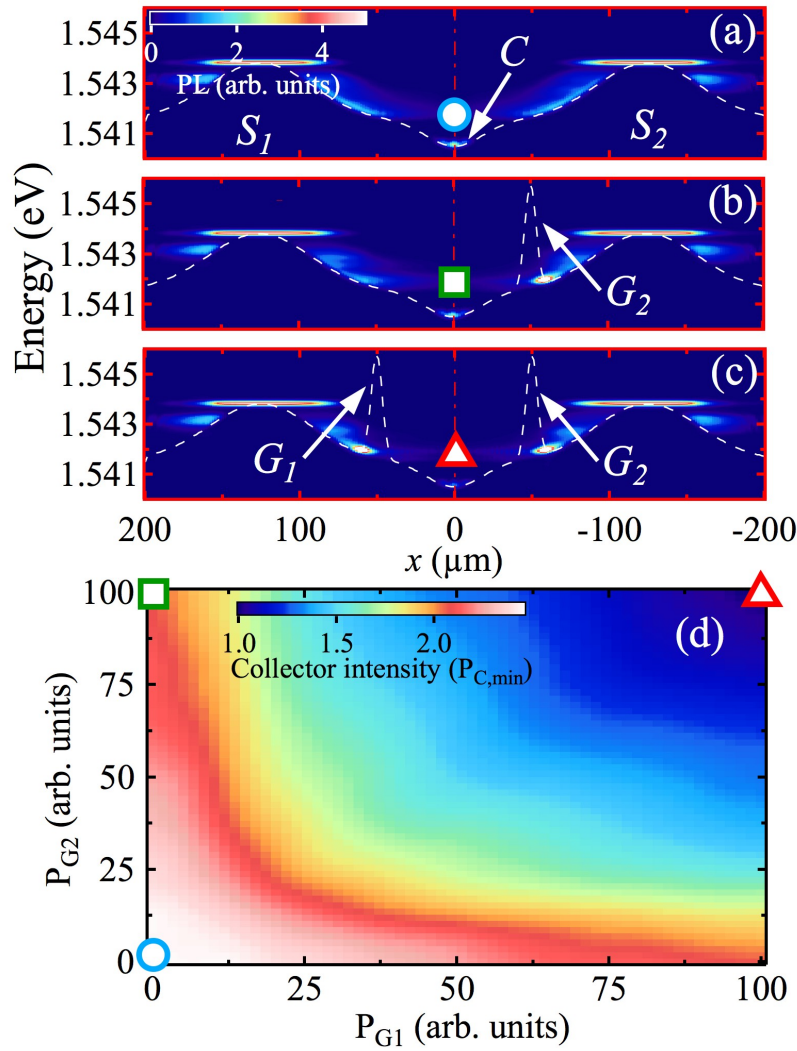 1.545
1.543
1.541
0 2 4
PL (arb. units)
(a)
C
S1
S2
1.545
1.543
1.541
(b)
G2
Energy (eV)
1.545
1.543
1.541
(c)
G1
G2
200 100 0 -100 -200
x (μm)
100
75
50
25
0
PG2 (arb. units)
1.0 1.5 2.0
Collector intensity (PC,min)
(d)
0 25 50 75 100
PG1 (arb. units)